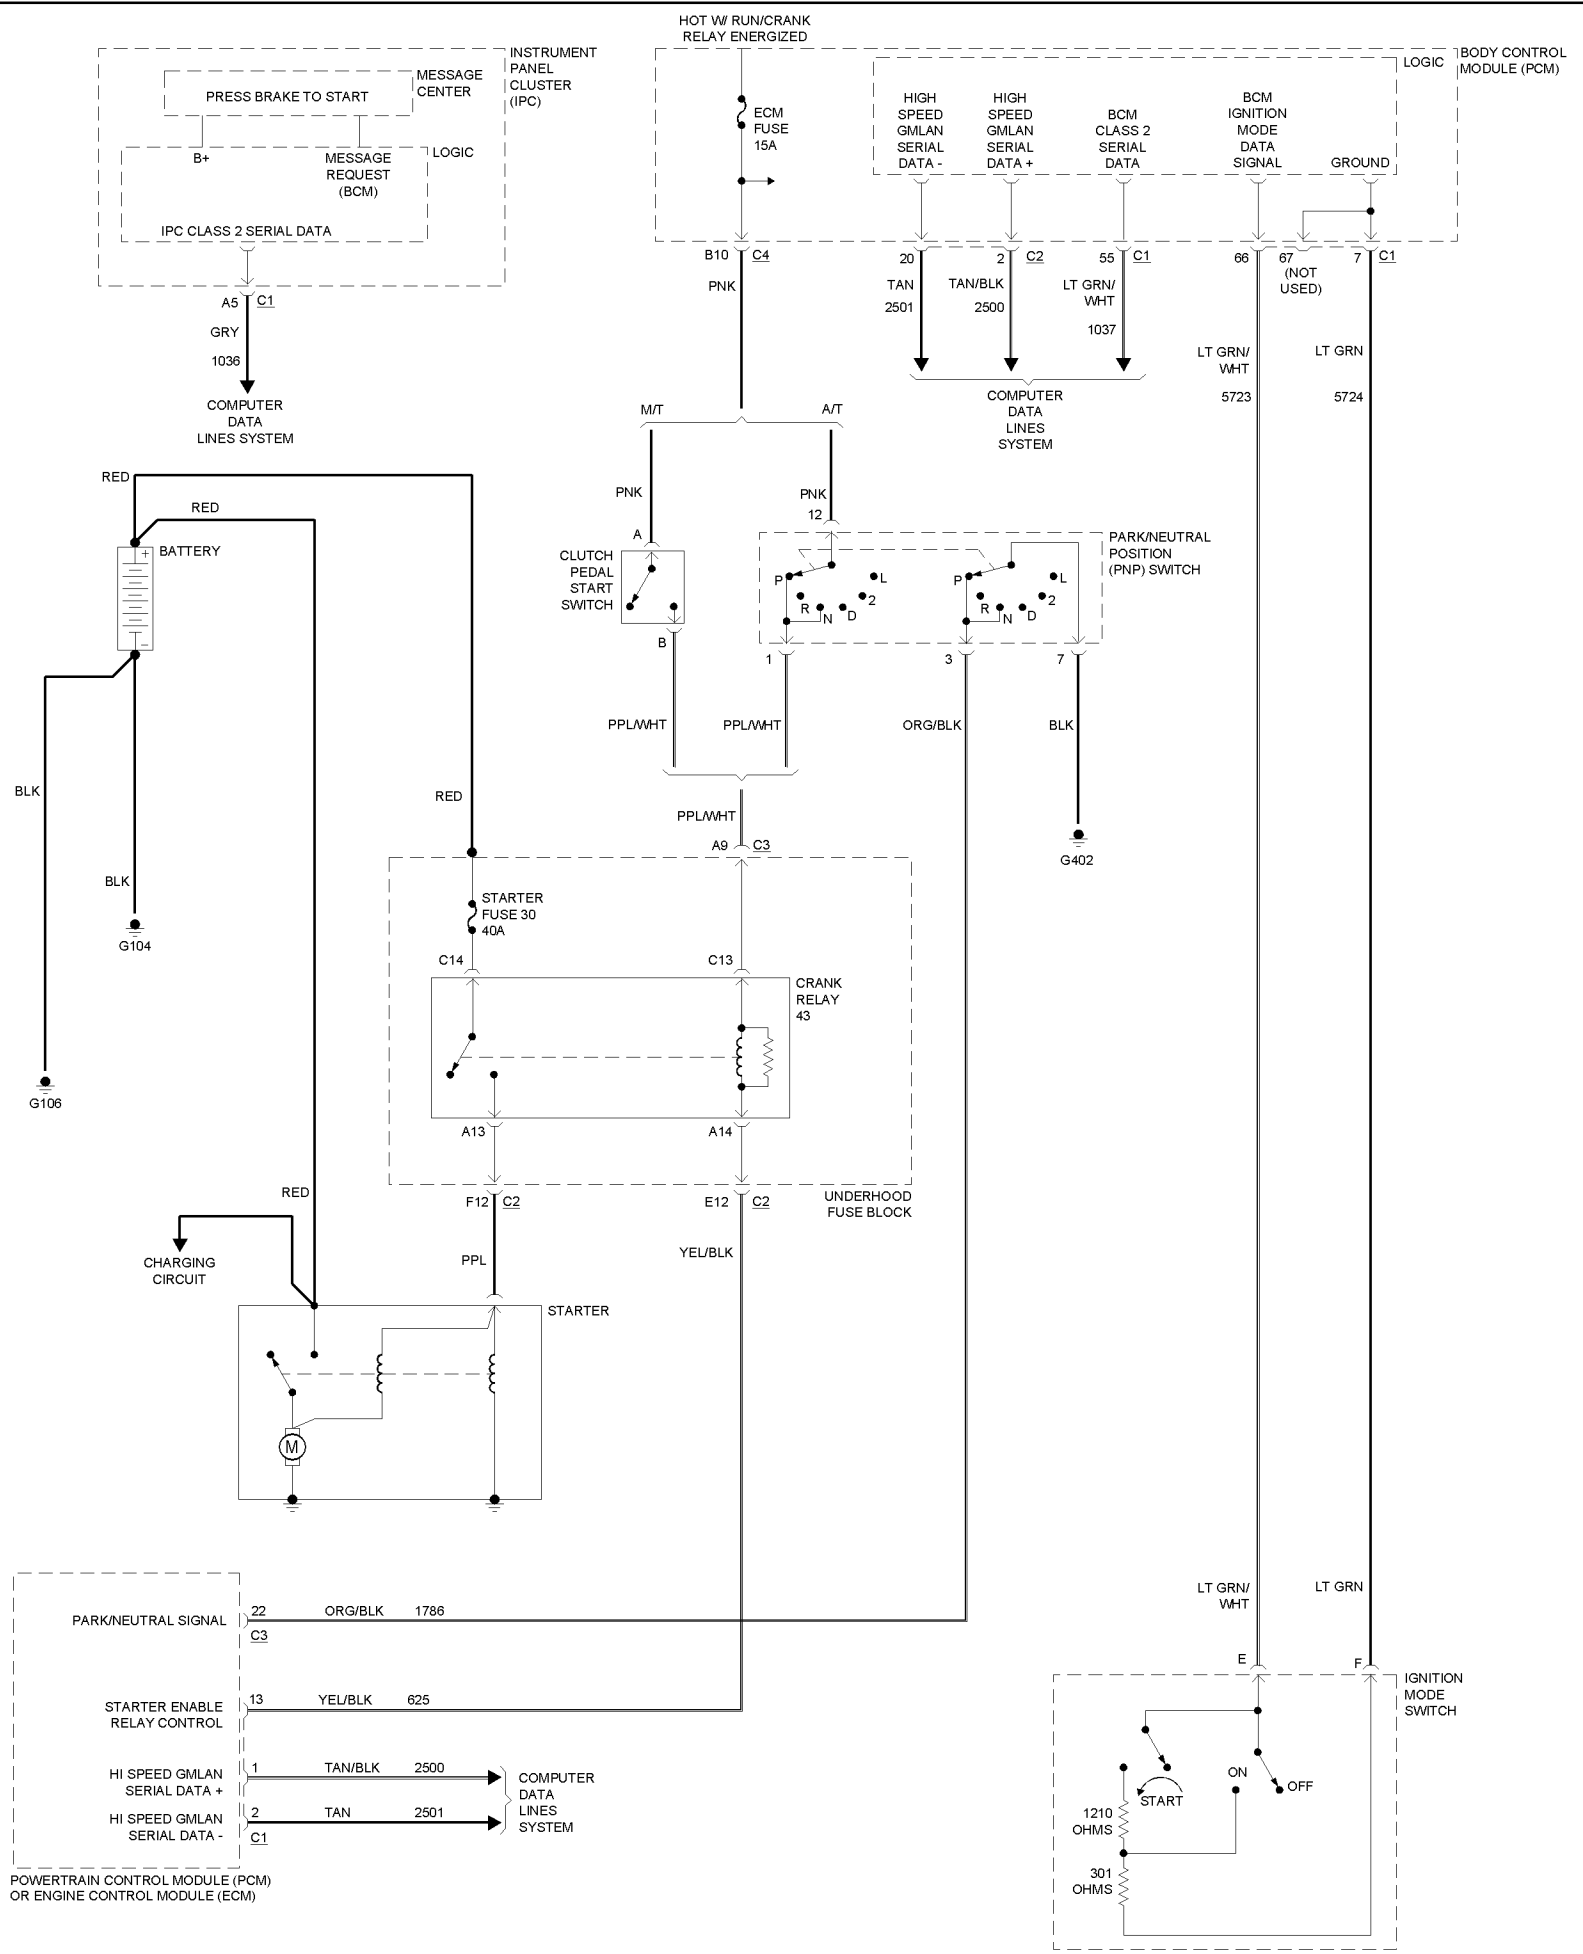 HOT W/ RUN/CRANK
RELAY ENERGIZED
INSTRUMENT
PANEL
CLUSTER
(IPC)
MESSAGE
CENTER
PRESS BRAKE TO START
LOGIC
B+
MESSAGE
REQUEST
(BCM)
IPC CLASS 2 SERIAL DATA
A5 C1
GRY
1036
COMPUTER
DATA
LINES SYSTEM
ECM
FUSE
15A
BODY CONTROL
MODULE (PCM)
LOGIC
HIGH
SPEED
GMLAN
SERIAL
DATA -
HIGH
SPEED
GMLAN
SERIAL
DATA +
BCM
CLASS 2
SERIAL
DATA
BCM
IGNITION
MODE
DATA
SIGNAL
GROUND
B10 C4
20
2 C2
55 C1
66
67
(NOT
USED)
7 C1
PNK
TAN
2501
TAN/BLK
2500
LT GRN/
WHT
1037
LT GRN/
WHT
5723
LT GRN
5724
COMPUTER
DATA
LINES
SYSTEM
M/T
A/T
PNK
PNK
A
12
CLUTCH
PEDAL
START
SWITCH
B
PARK/NEUTRAL
POSITION
(PNP) SWITCH
P
R
N
D
2
L
P
R
N
D
2
L
1
3
7
PPL/WHT
PPL/WHT
ORG/BLK
BLK
G402
RED
RED
BATTERY
+
-
BLK
BLK
G104
G106
RED
PPL/WHT
A9 C3
STARTER
FUSE 30
40A
C14
C13
CRANK
RELAY
43
A13
A14
F12 C2
E12 C2
UNDERHOOD
FUSE BLOCK
RED
CHARGING
CIRCUIT
PPL
YEL/BLK
STARTER
M
PARK/NEUTRAL SIGNAL
22
ORG/BLK
1786
C3
STARTER ENABLE
RELAY CONTROL
13
YEL/BLK
625
HI SPEED GMLAN
SERIAL DATA +
1
TAN/BLK
2500
HI SPEED GMLAN
SERIAL DATA -
2
TAN
2501
C1
COMPUTER
DATA
LINES
SYSTEM
POWERTRAIN CONTROL MODULE (PCM)
OR ENGINE CONTROL MODULE (ECM)
LT GRN/
WHT
LT GRN
E
F
IGNITION
MODE
SWITCH
ON
OFF
START
1210
OHMS
301
OHMS